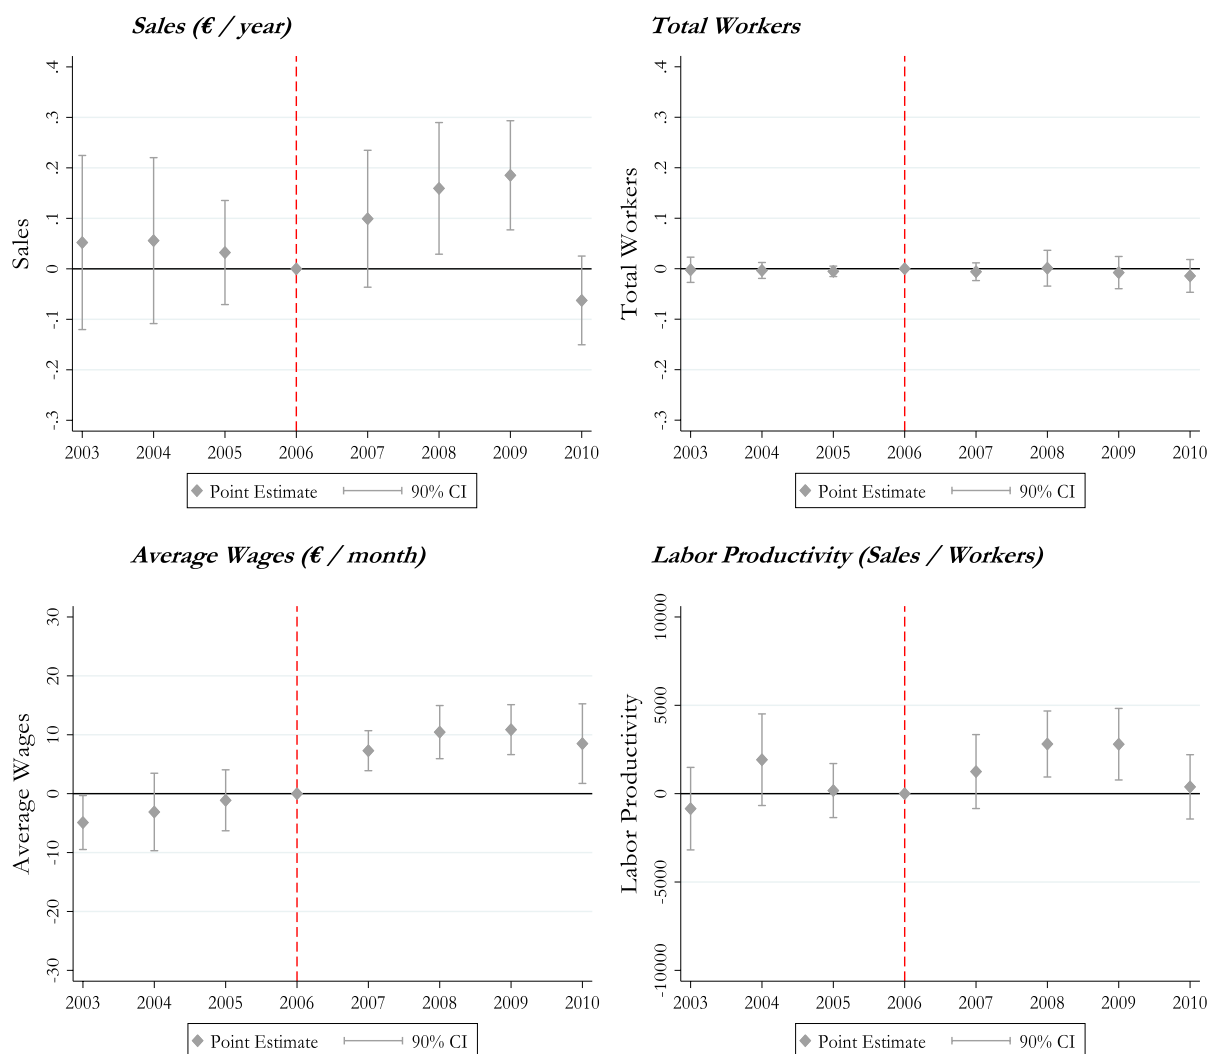 Sales (€ / year)
Sales
.4
.3
.2
.1
0
-.1
-.2
-.3
2003 2004 2005 2006 2007 2008 2009 2010
Point Estimate 90% CI
Total Workers
Total Workers
.4
.3
.2
.1
0
-.1
-.2
-.3
2003 2004 2005 2006 2007 2008 2009 2010
Point Estimate 90% CI
Average Wages (€ / month)
Average Wages
30
20
10
0
-10
-20
-30
2003 2004 2005 2006 2007 2008 2009 2010
Point Estimate 90% CI
Labor Productivity (Sales / Workers)
Labor Productivity
10000
5000
0
-5000
-10000
2003 2004 2005 2006 2007 2008 2009 2010
Point Estimate 90% CI